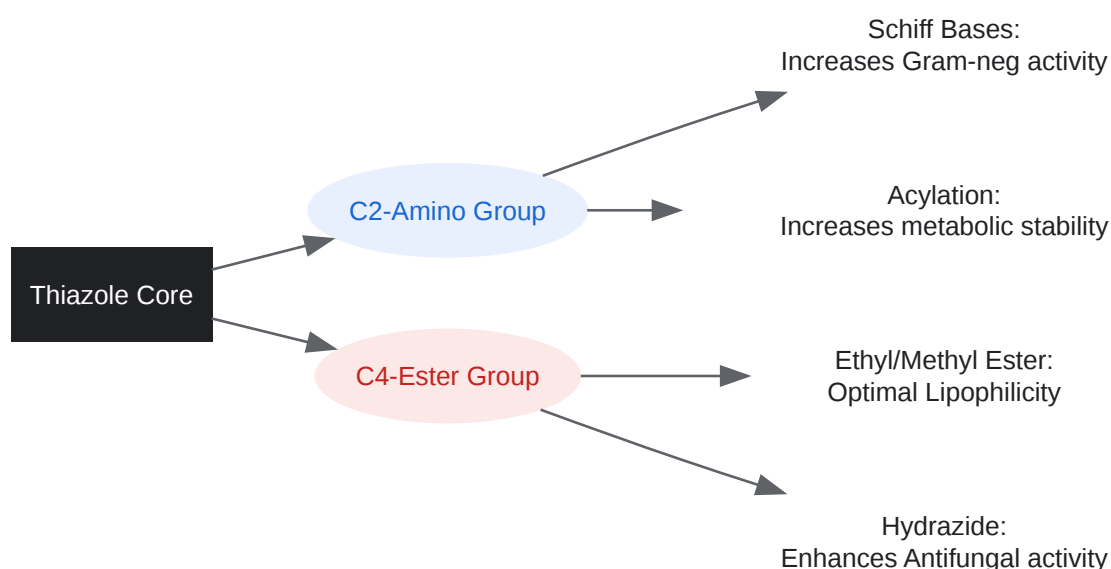 Schiff Bases:
Increases Gram-neg activity
C2-Amino Group
Acylation:
Increases metabolic stability
Thiazole Core
C4-Ester Group
Ethyl/Methyl Ester:
Optimal Lipophilicity
Hydrazide:
Enhances Antifungal activity